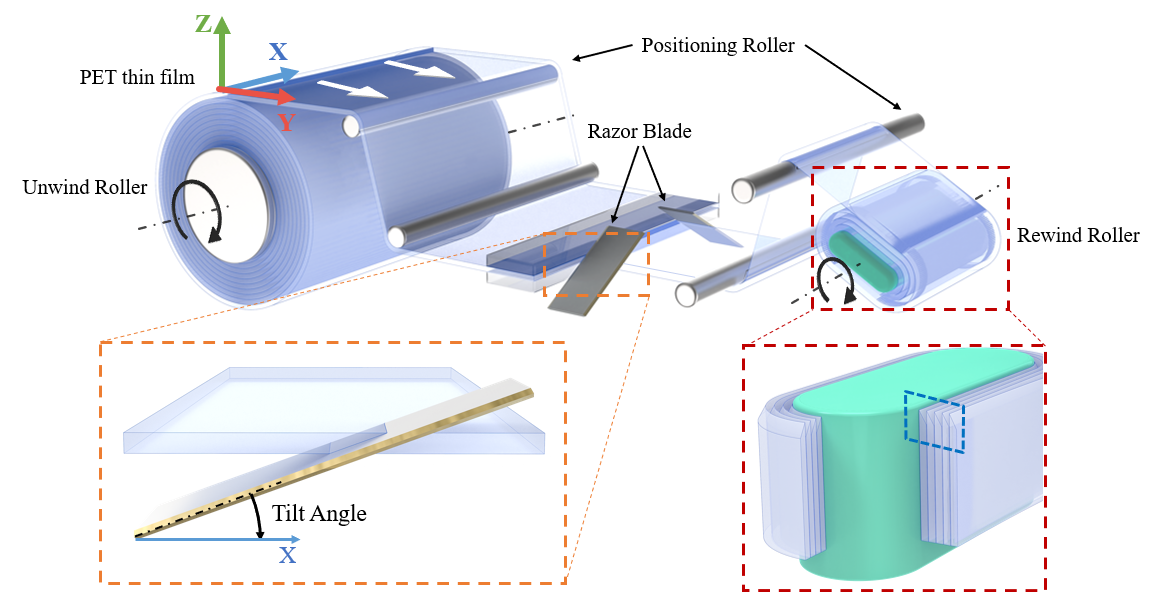 Z
X
Positioning Roller
PET thin film
Y
Razor Blade
Unwind Roller
Rewind Roller
Tilt Angle
X